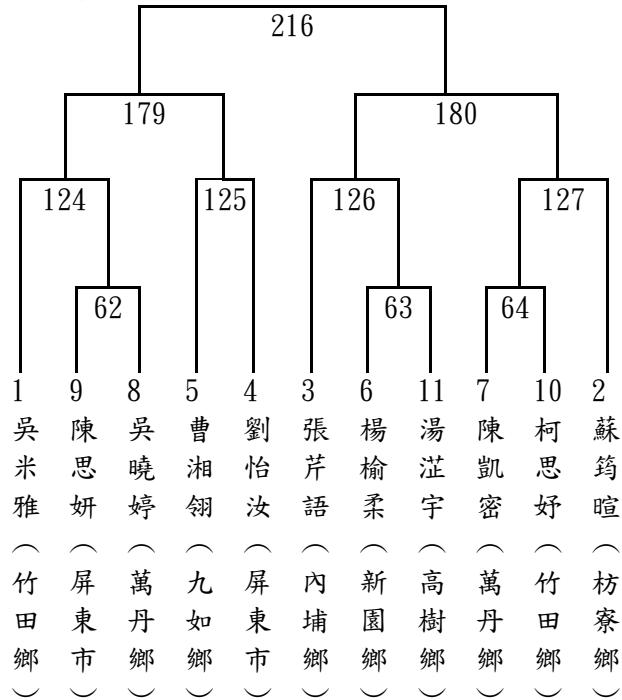 216
179 180
124 125 126 127
62 63 64
1 9 8 5 4 3 6 11 7 10 2
吳米雅（竹田鄉）
陳思妍（屏東市）
吳曉婷（萬丹鄉）
曹湘翎（九如鄉）
劉怡汝（屏東市）
張芹語（內埔鄉）
楊榆柔（新園鄉）
湯淽宇（高樹鄉）
陳凱密（萬丹鄉）
柯思妤（竹田鄉）
蘇筠暄（枋寮鄉）